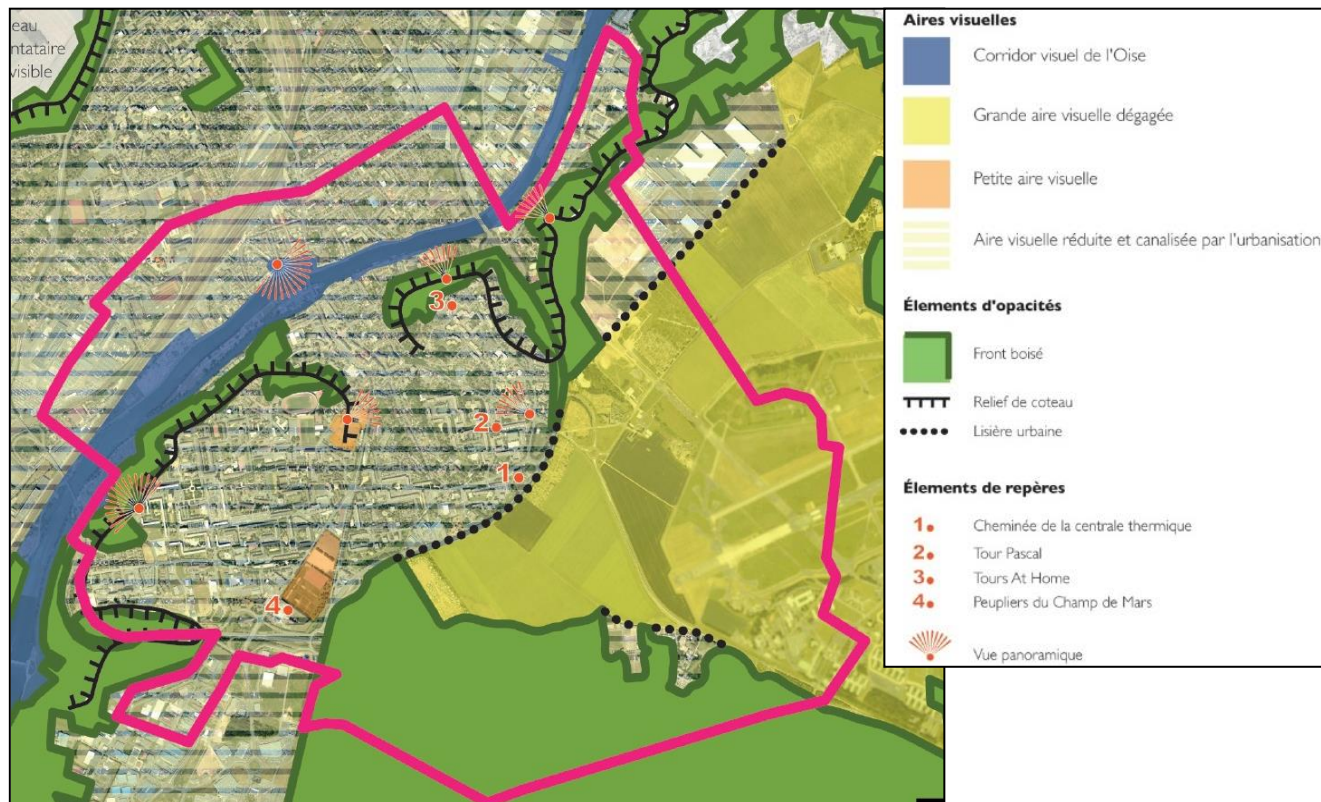 eau
entataire
visible
3
2
1
4
Aires visuelles
Corridor visuel de l'Oise
Grande aire visuelle dégagée
Petite aire visuelle
Aire visuelle réduite et canalisée par l'urbanisation
Élements d'opacités
Front boisé
Relief de coteau
Lisière urbaine
Élements de repères
1. Cheminée de la centrale thermique
2. Tour Pascal
3. Tours At Home
4. Peupliers du Champ de Mars
Vue panoramique